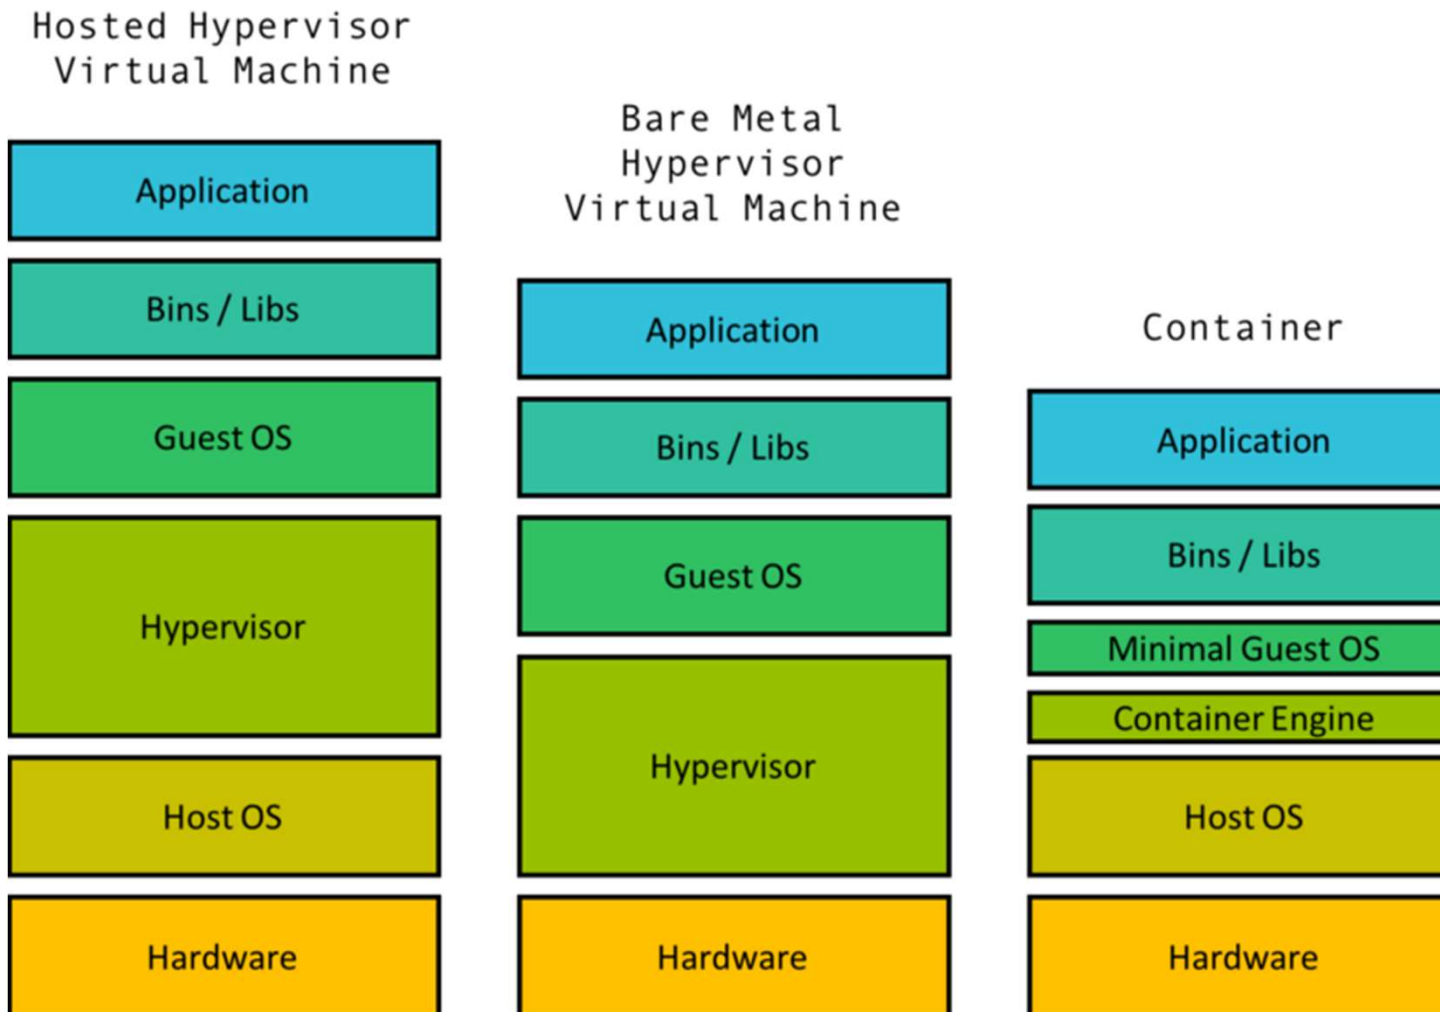 Hosted Hypervisor
Virtual Machine
Application
Bins / Libs
Guest OS
Hypervisor
Host OS
Hardware
Bare Metal
Hypervisor
Virtual Machine
Application
Bins / Libs
Guest OS
Hypervisor
Hardware
Container
Application
Bins / Libs
Minimal Guest OS
Container Engine
Host OS
Hardware